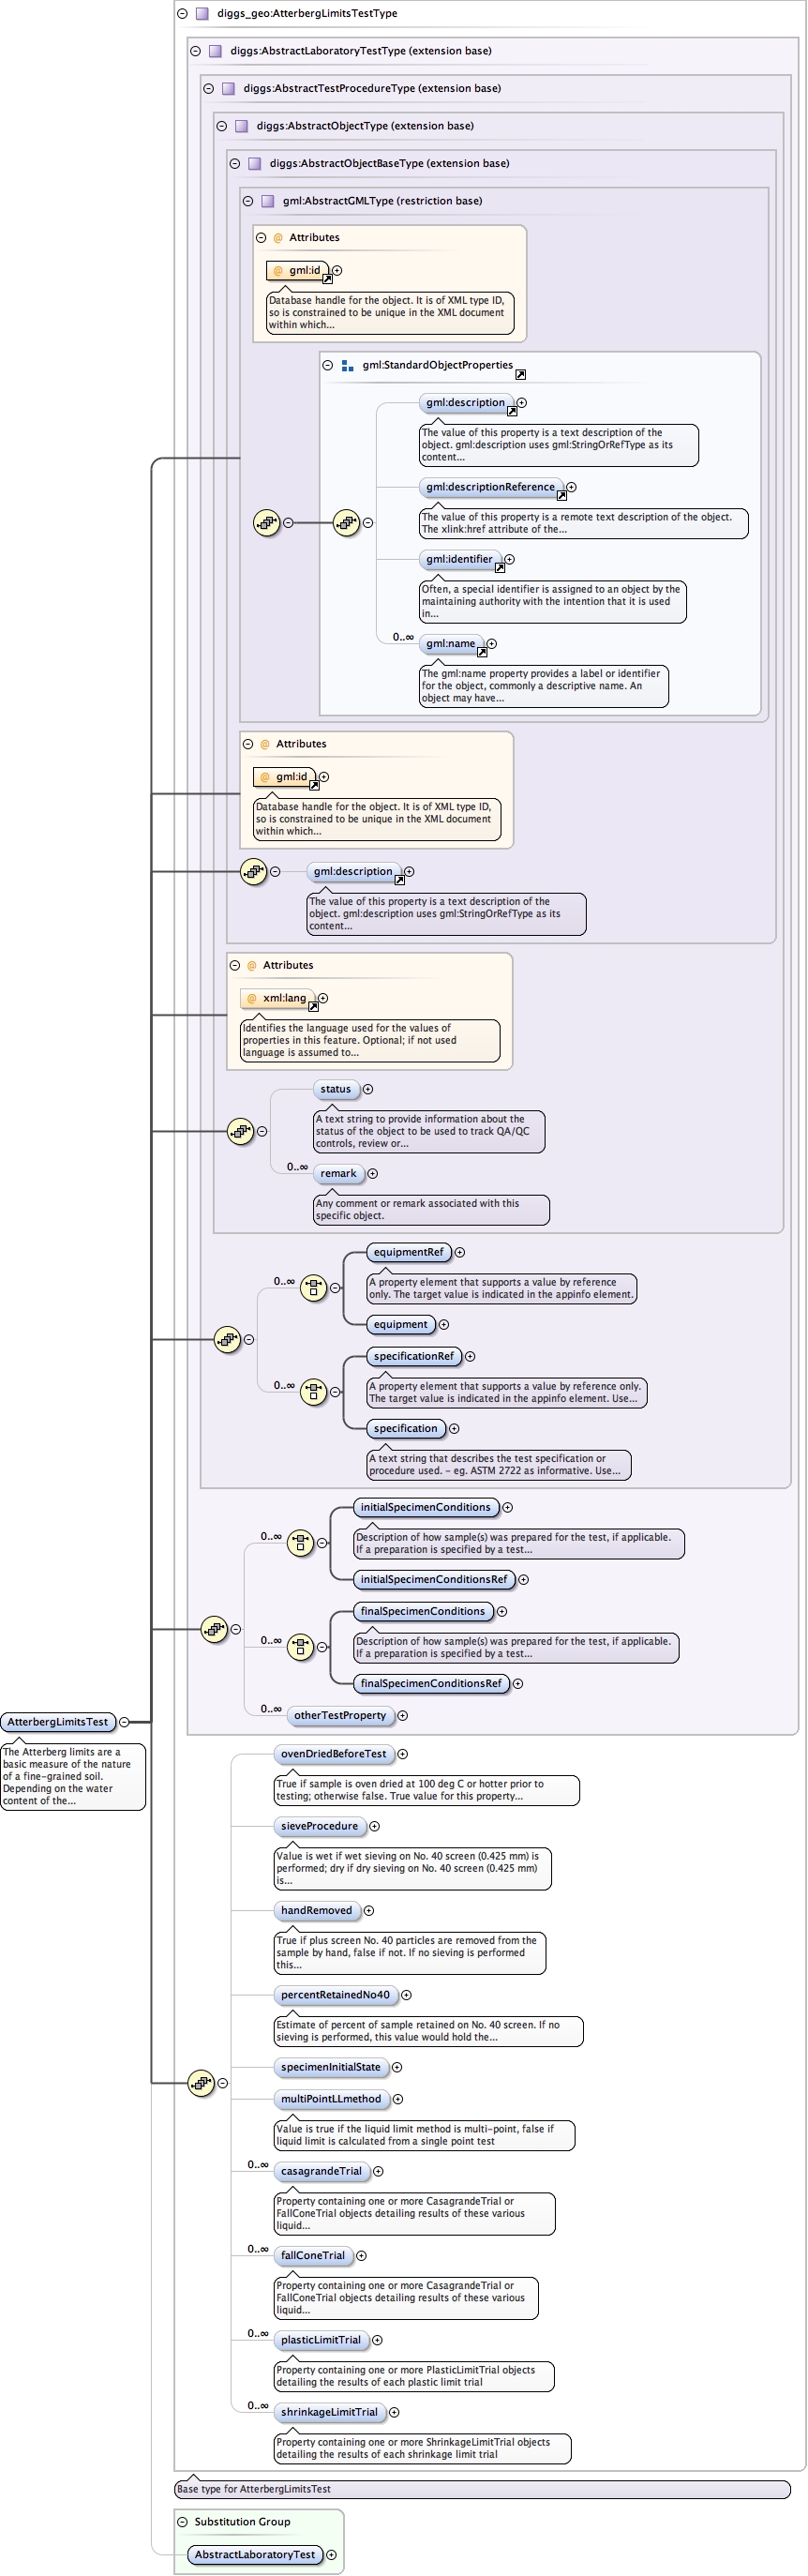 diggs_geo:AtterbergLimitsTestType
diggs:AbstractLaboratoryTestType (extension base)
diggs:AbstractTestProcedureType (extension base)
diggs:AbstractObjectType (extension base)
diggs:AbstractObjectBaseType (extension base)
gml:AbstractGMLType (restriction base)
@ Attributes
@ gml:id
Database handle for the object. It is of XML type ID,
so is constrained to be unique in the XML document
within which...
gml:StandardObjectProperties
gml:description
The value of this property is a text description of the
object. gml:description uses gml:StringOrRefType as its
content...
gml:descriptionReference
The value of this property is a remote text description of the object.
The xlink:href attribute of the...
gml:identifier
Often, a special identifier is assigned to an object by the
maintaining authority with the intention that it is used
in...
0..∞
gml:name
The gml:name property provides a label or identifier
for the object, commonly a descriptive name. An
object may have...
@ Attributes
@ gml:id
Database handle for the object. It is of XML type ID,
so is constrained to be unique in the XML document
within which...
gml:description
The value of this property is a text description of the
object. gml:description uses gml:StringOrRefType as its
content...
@ Attributes
@ xml:lang
Identifies the language used for the values of
properties in this feature. Optional; if not used
language is assumed to...
status
A text string to provide information about the
status of the object to be used to track QA/QC
controls, review or...
0..∞
remark
Any comment or remark associated with this
specific object.
equipmentRef
0..∞
A property element that supports a value by reference
only. The target value is indicated in the appinfo element.
equipment
specificationRef
0..∞
A property element that supports a value by reference only.
The target value is indicated in the appinfo element. Use...
specification
A text string that describes the test specification or
procedure used. – eg. ASTM 2722 as informative. Use...
initialSpecimenConditions
0..∞
Description of how sample(s) was prepared for the test, if applicable.
If a preparation is specified by a test...
initialSpecimenConditionsRef
finalSpecimenConditions
0..∞
Description of how sample(s) was prepared for the test, if applicable.
If a preparation is specified by a test...
finalSpecimenConditionsRef
0..∞
otherTestProperty
AtterbergLimitsTest
The Atterberg limits are a
basic measure of the nature
of a fine-grained soil.
Depending on the water
content of the...
ovenDriedBeforeTest
True if sample is oven dried at 100 deg C or hotter prior to
testing; otherwise false. True value for this property...
sieveProcedure
Value is wet if wet sieving on No. 40 screen (0.425 mm) is
performed; dry if dry sieving on No. 40 screen (0.425 mm)
is...
handRemoved
True if plus screen No. 40 particles are removed from the
sample by hand, false if not. If no sieving is performed
this...
percentRetainedNo40
Estimate of percent of sample retained on No. 40 screen. If no
sieving is performed, this value would hold the...
specimenInitialState
multiPointLLmethod
Value is true if the liquid limit method is multi-point, false if
liquid limit is calculated from a single point test
0..∞
casagrandeTrial
Property containing one or more CasagrandeTrial or
FallConeTrial objects detailing results of these various
liquid...
0..∞
fallConeTrial
Property containing one or more CasagrandeTrial or
FallConeTrial objects detailing results of these various
liquid...
0..∞
plasticLimitTrial
Property containing one or more PlasticLimitTrial objects
detailing the results of each plastic limit trial
0..∞
shrinkageLimitTrial
Property containing one or more ShrinkageLimitTrial objects
detailing the results of each shrinkage limit trial
Base type for AtterbergLimitsTest
Substitution Group
AbstractLaboratoryTest